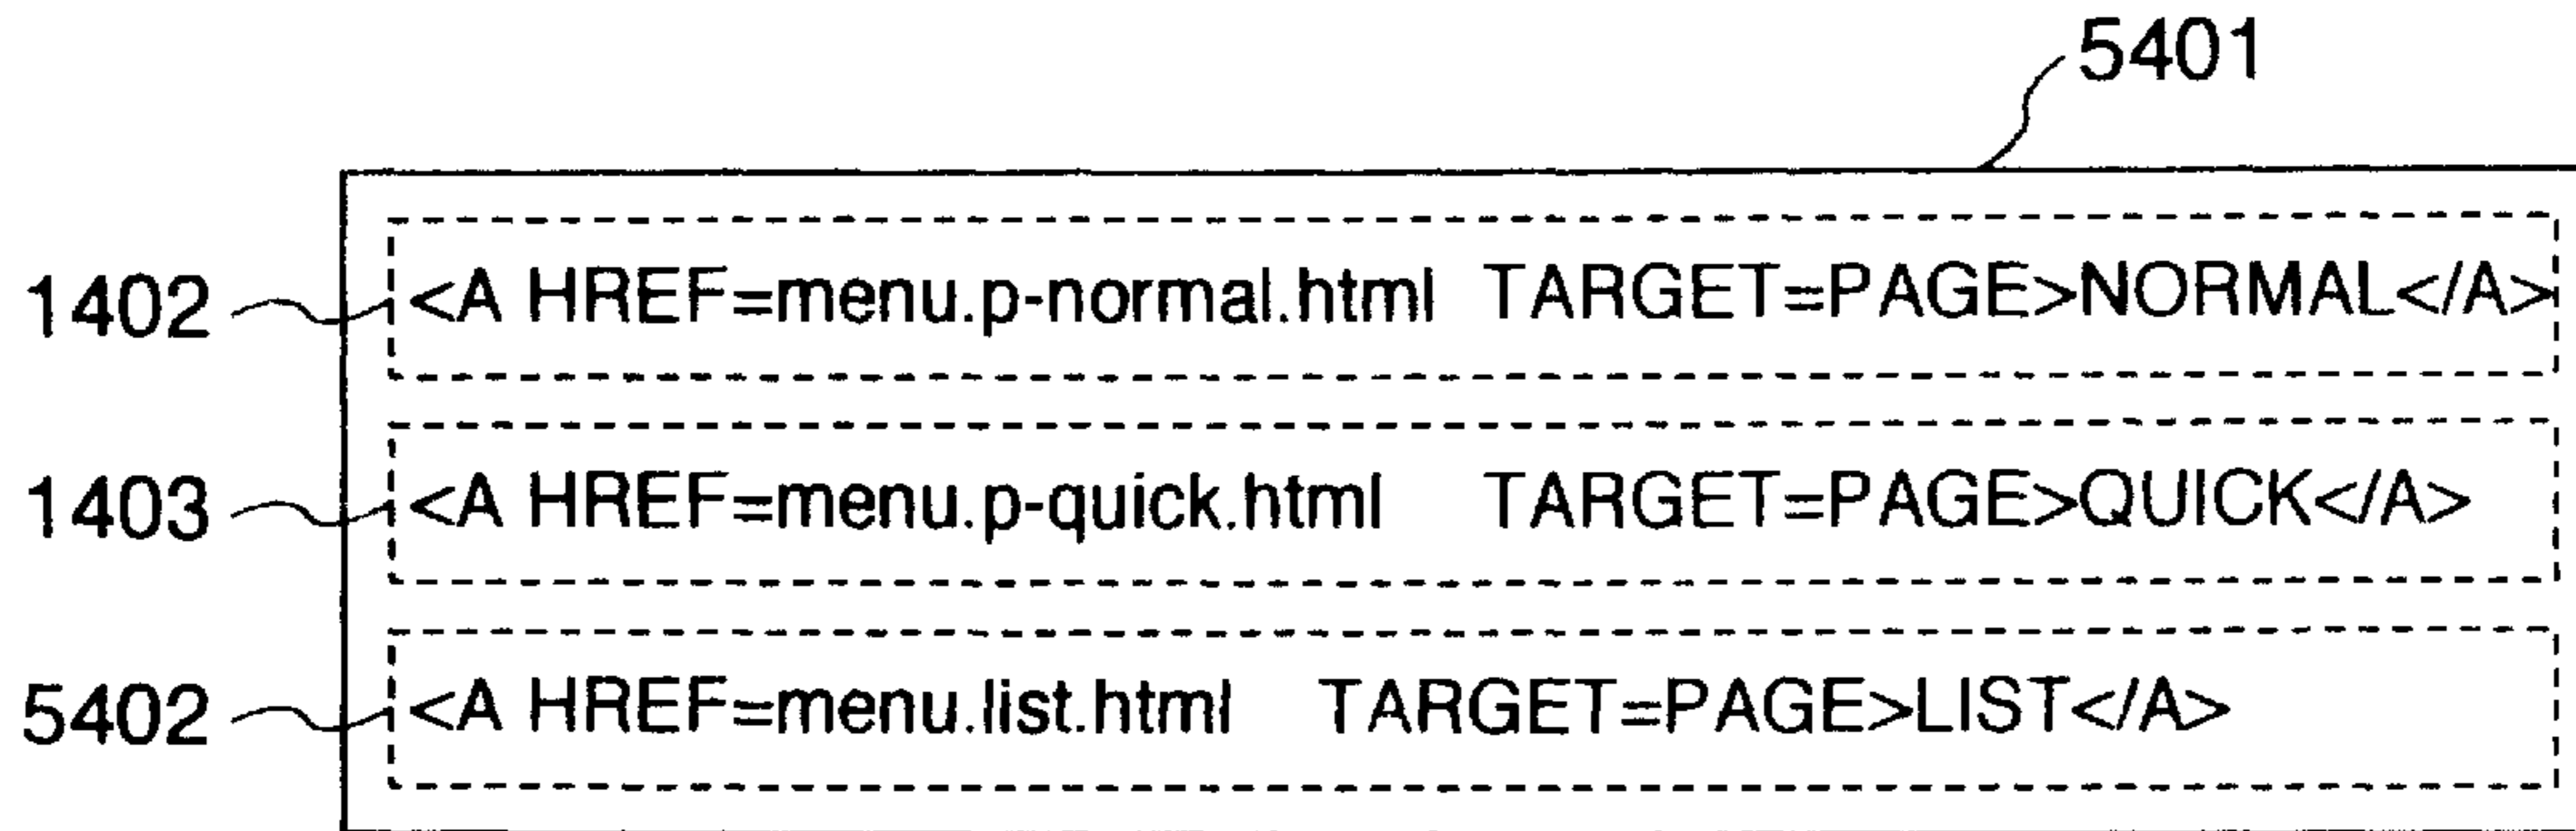 5401
1402 <A HREF=menu.p-normal.html TARGET=PAGE>NORMAL</A>
1403 <A HREF=menu.p-quick.html TARGET=PAGE>QUICK</A>
5402 <A HREF=menu.list.html TARGET=PAGE>LIST</A>